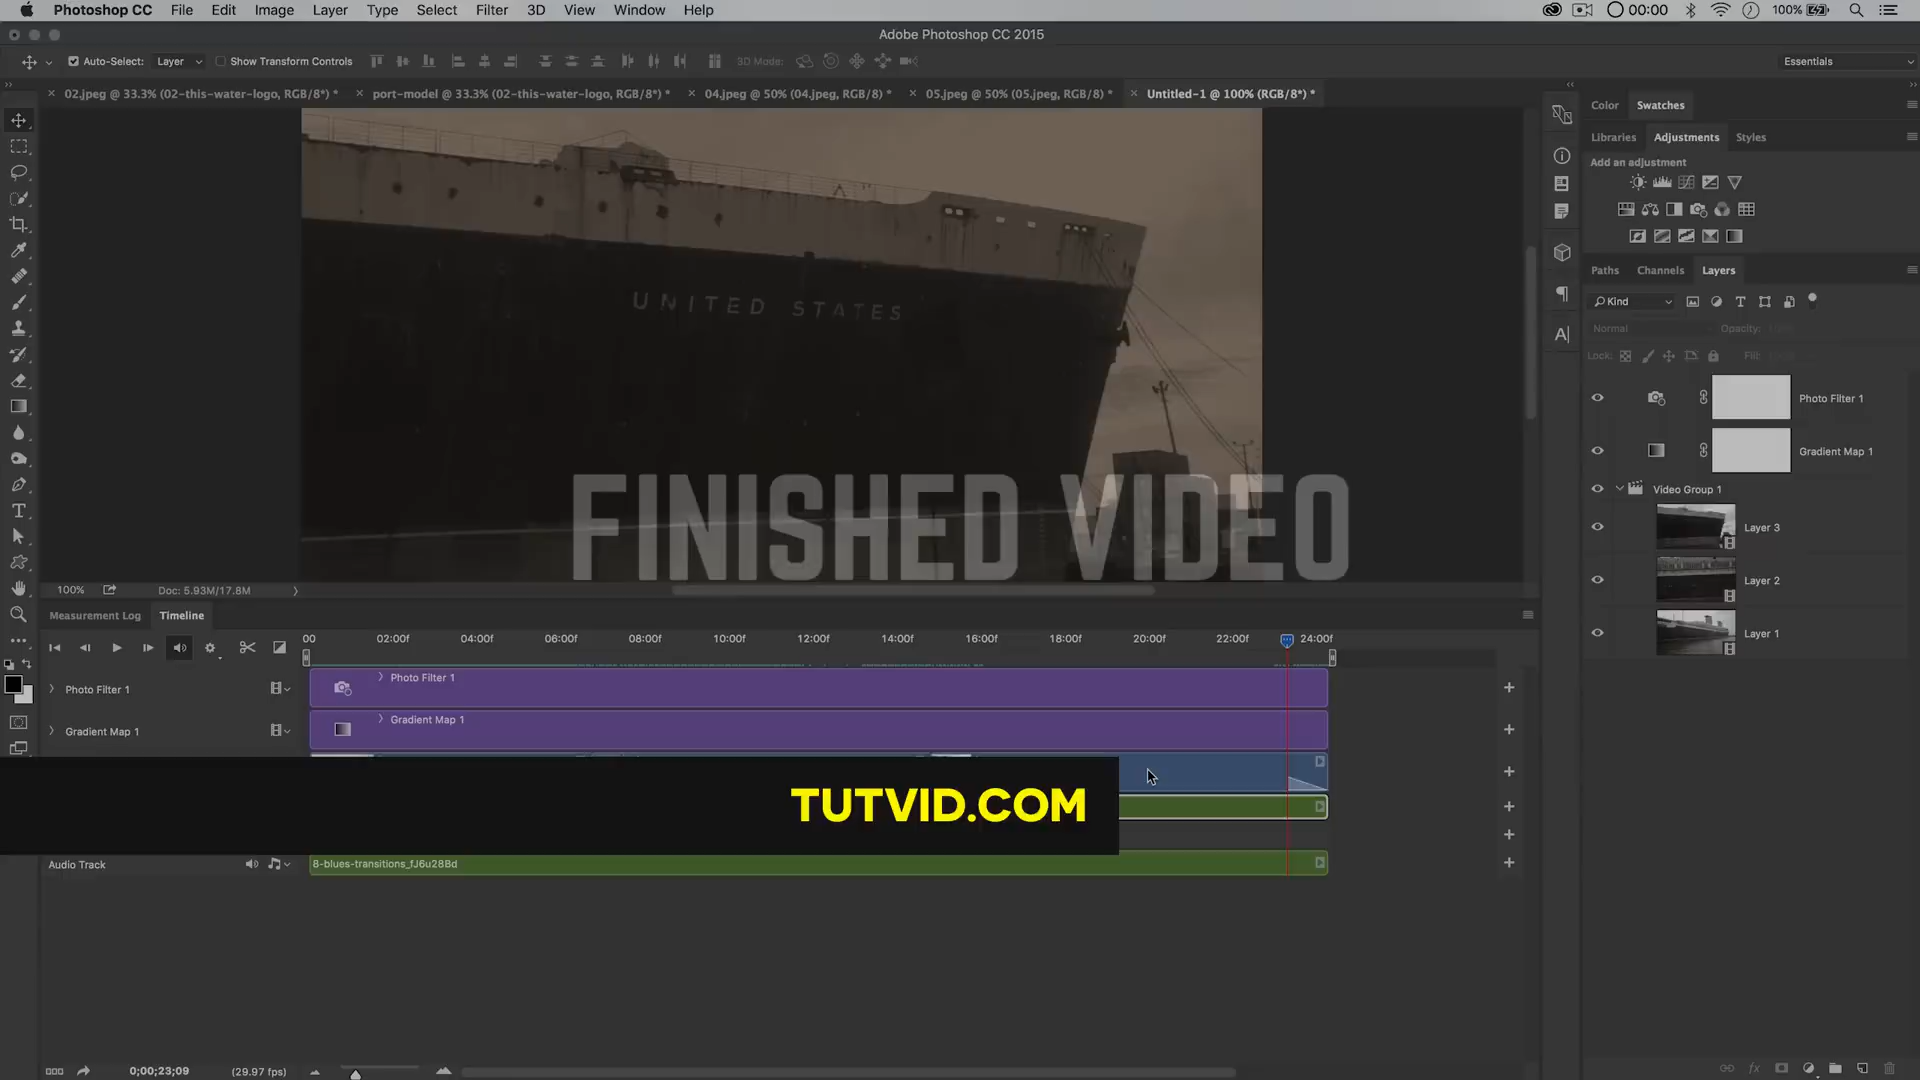 Photoshop CC File Edit Image Layer Type Select Filter 3D View Window Help 00:00 100%
Adobe Photoshop CC 2015
Auto-Select: Layer Show Transform Controls 3D Mode: Essentials
02.jpeg @ 33.3% (02-this-water-logo, RGB/8*) * port-model @ 33.3% (02-this-water-logo, RGB/8*) * 04.jpeg @ 50% (04.jpeg, RGB/8) * 05.jpeg @ 50% (05.jpeg, RGB/8) * Untitled-1 @ 100% (RGB/8*) *
Color Swatches
Libraries Adjustments Styles
Add an adjustment
Paths Channels Layers
Kind
Normal Opacity:
Lock: Fill:
Photo Filter 1
Gradient Map 1
Video Group 1
Layer 3
Layer 2
Layer 1
UNITED STATES
FINISHED VIDEO
100% Doc: 5.93M/17.8M
Measurement Log Timeline
00 02:00f 04:00f 06:00f 08:00f 10:00f 12:00f 14:00f 16:00f 18:00f 20:00f 22:00f 24:00f
Photo Filter 1 Photo Filter 1
Gradient Map 1 Gradient Map 1
TUTVID.COM
Audio Track 8-blues-transitions_fJ6u28Bd
0;00;23;09 (29.97 fps)